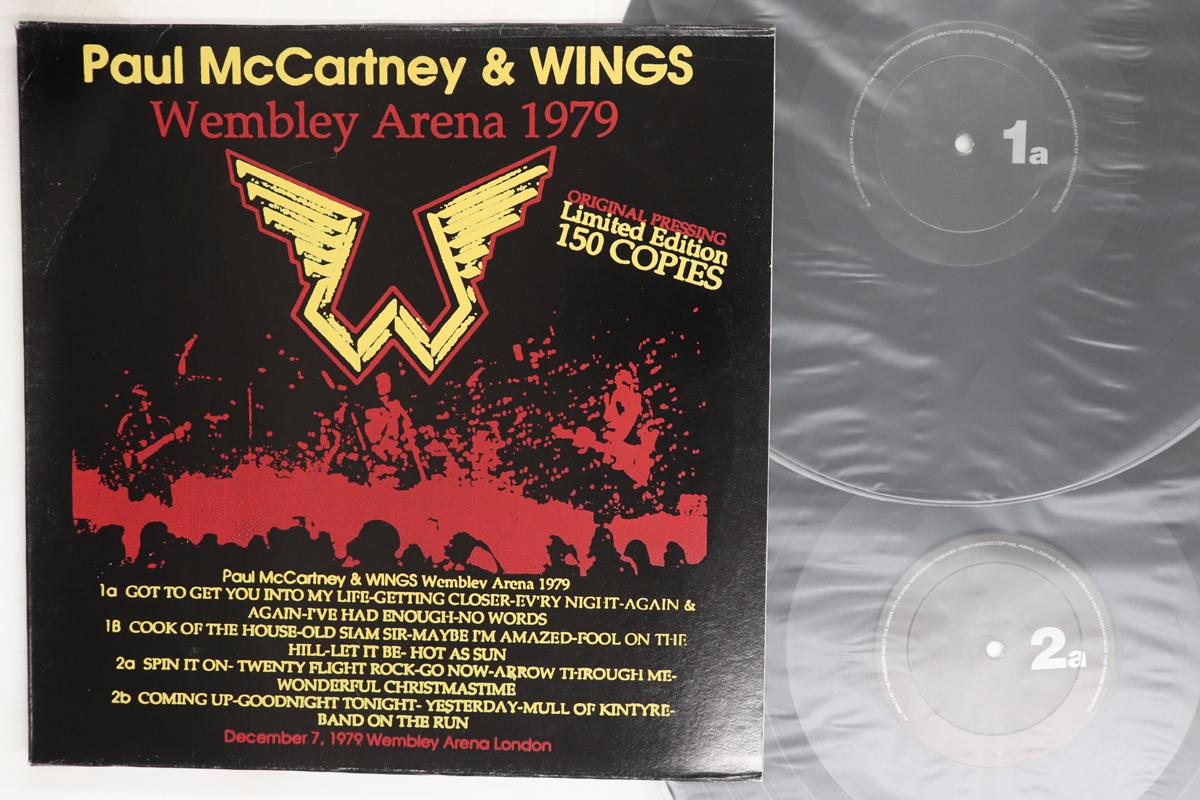 Paul McCartney & WINGS
Wembley Arena 1979
ORIGINAL PRESSING
Limited Edition
150 COPIES
Paul McCartney & WINGS Wembley Arena 1979
1a GOT TO GET YOU INTO MY LIFE-GETTING CLOSER-EV'RY NIGHT-AGAIN &
AGAIN-I'VE HAD ENOUGH-NO WORDS
1B COOK OF THE HOUSE-OLD SIAM SIR-MAYBE I'M AMAZED-FOOL ON THE
HILL-LET IT BE- HOT AS SUN
2a SPIN IT ON- TWENTY FLIGHT ROCK-GO NOW-ARROW THROUGH ME-
WONDERFUL CHRISTMASTIME
2b COMING UP-GOODNIGHT TONIGHT- YESTERDAY-MULL OF KINTYRE-
BAND ON THE RUN
December 7, 1979 Wembley Arena London
1a
2a